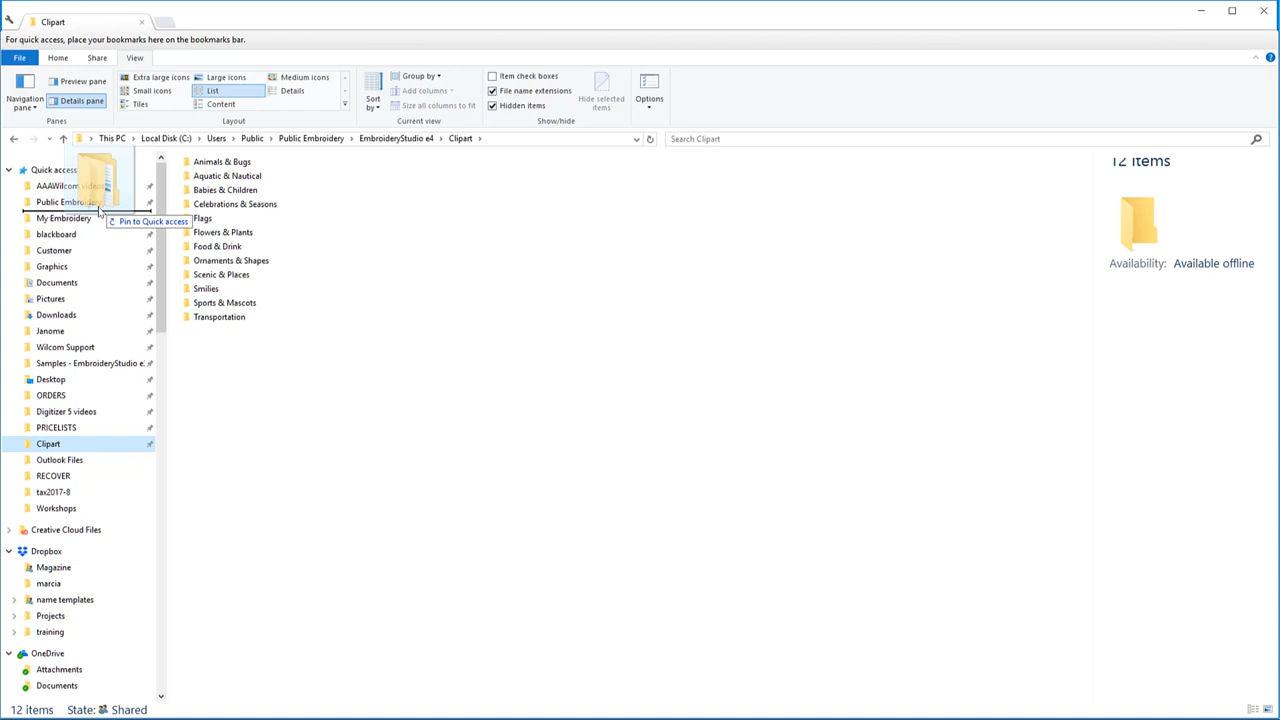 Clipart
For quick access, place your bookmarks here on the bookmarks bar.
File Home Share View
Preview pane Extra large icons Large icons Medium icons Group by Item check boxes
Small icons List Details Add columns File name extensions
Navigation pane Details pane Tiles Content Sort by Size all columns to fit Hidden items Hide selected items Options
Panes Layout Current view Show/hide
This PC Local Disk (C:) Users Public Public Embroidery EmbroideryStudio e4 Clipart Search Clipart
Quick access
AAAWilcom
Public Embroidery
Pin to Quick access
My Embroidery
blackboard
Customer
Graphics
Documents
Pictures
Downloads
Janome
Wilcom Support
Samples - EmbroideryStudio e
Desktop
ORDERS
Digitizer 5 videos
PRICELISTS
Clipart
Outlook Files
RECOVER
tax2017-8
Workshops
Creative Cloud Files
Dropbox
Magazine
marcia
name templates
Projects
training
OneDrive
Attachments
Documents
Animals & Bugs
Aquatic & Nautical
Babies & Children
Celebrations & Seasons
Flags
Flowers & Plants
Food & Drink
Ornaments & Shapes
Scenic & Places
Smilies
Sports & Mascots
Transportation
12 items
Availability: Available offline
12 items State: Shared